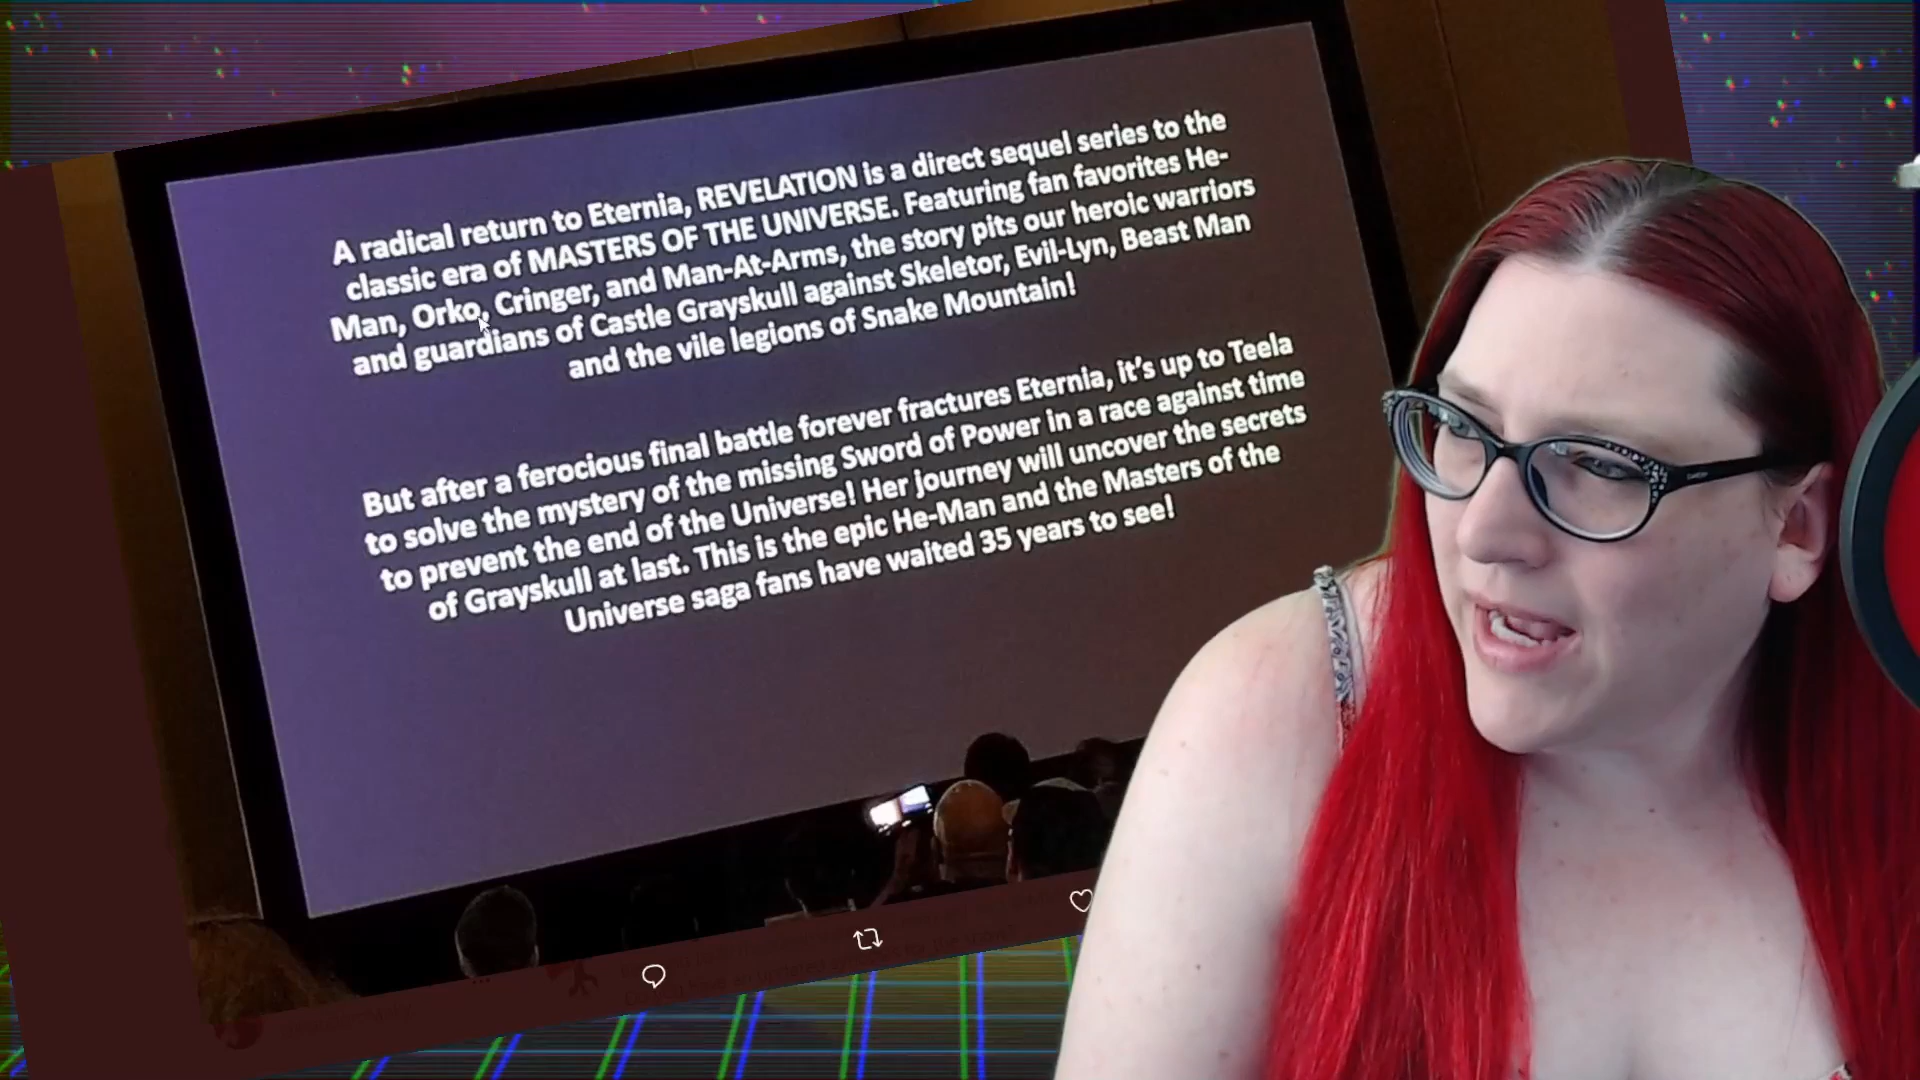 A radical return to Eternia, REVELATION is a direct sequel series to the
classic era of MASTERS OF THE UNIVERSE. Featuring fan favorites He-
Man, Orko, Cringer, and Man-At-Arms, the story pits our heroic warriors
and guardians of Castle Grayskull against Skeletor, Evil-Lyn, Beast Man
and the vile legions of Snake Mountain!
But after a ferocious final battle forever fractures Eternia, it's up to Teela
to solve the mystery of the missing Sword of Power in a race against time
to prevent the end of the Universe! Her journey will uncover the secrets
of Grayskull at last. This is the epic He-Man and the Masters of the
Universe saga fans have waited 35 years to see!